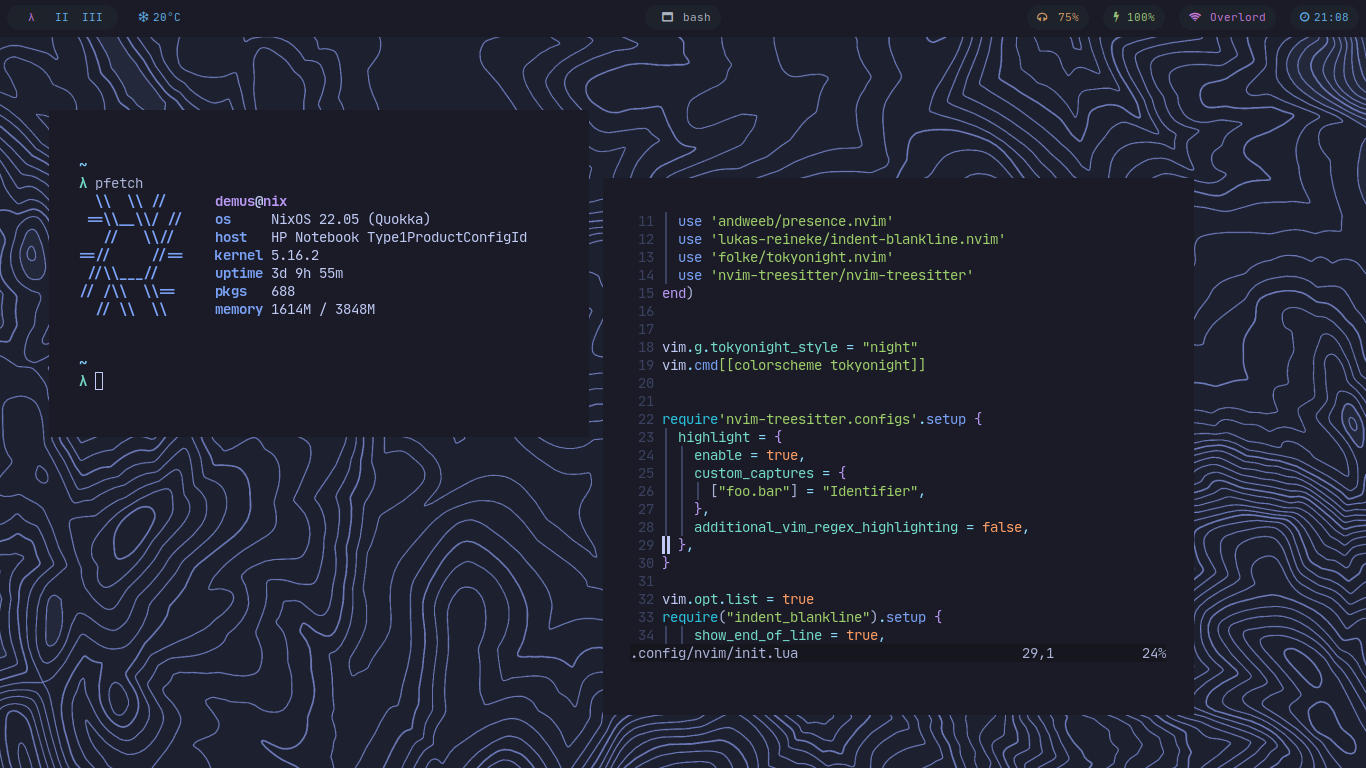 λ II III 20°C bash 75% 100% Overlord 21:08
~
λ pfetch
\\ \\ //
==\\__\\/ //
// \\//
==// //==
//\\___//
// /\\ \\==
// \\ \\
demus@nix
os NixOS 22.05 (Quokka)
host HP Notebook Type1ProductConfigId
kernel 5.16.2
uptime 3d 9h 55m
pkgs 688
memory 1614M / 3848M
~
λ
11 use 'andweeb/presence.nvim'
12 use 'lukas-reineke/indent-blankline.nvim'
13 use 'folke/tokyonight.nvim'
14 use 'nvim-treesitter/nvim-treesitter'
15 end)
16
17
18 vim.g.tokyonight_style = "night"
19 vim.cmd[[colorscheme tokyonight]]
20
21
22 require'nvim-treesitter.configs'.setup {
23 highlight = {
24 enable = true,
25 custom_captures = {
26 ["foo.bar"] = "Identifier",
27 },
28 additional_vim_regex_highlighting = false,
29 },
30 }
31
32 vim.opt.list = true
33 require("indent_blankline").setup {
34 show_end_of_line = true,
.config/nvim/init.lua 29,1 24%